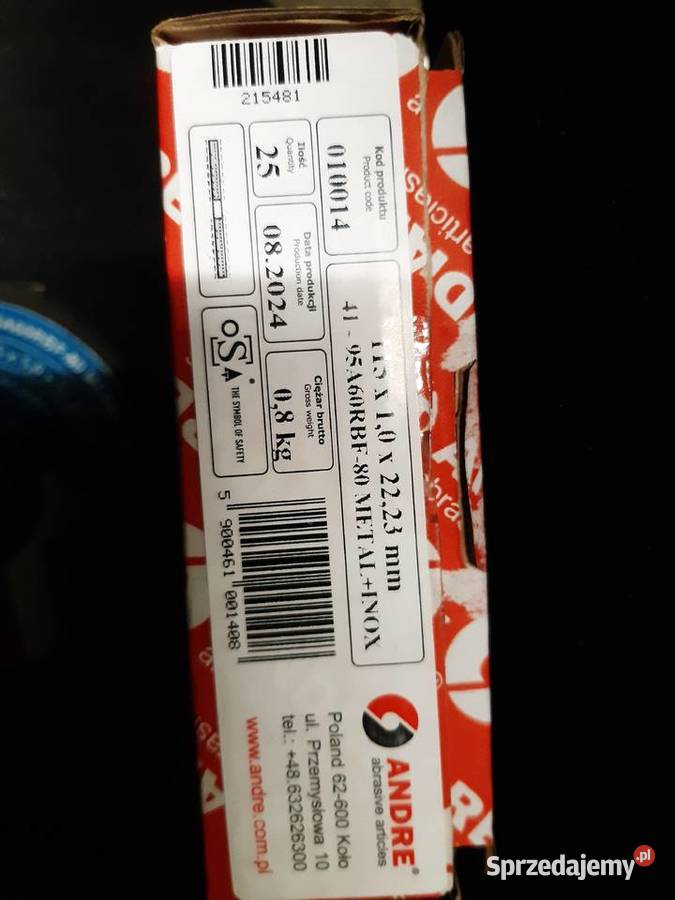 ANDRE®
abrasive articles
Poland 62-600 Koło
ul. Przemysłowa 10
tel.: +48.632626300
www.andre.com.pl
Kod produktu
Product code
010014
115 x 1,0 x 22,23 mm
41 - 95A60RBF-80 METAL+INOX
Ilość
Quantity
25
Data produkcji
Production date
08.2024
Ciężar brutto
Gross weight
0,8 kg
oSA
THE SYMBOL OF SAFETY
215481
5 900461 001408
Sprzedajemy.pl